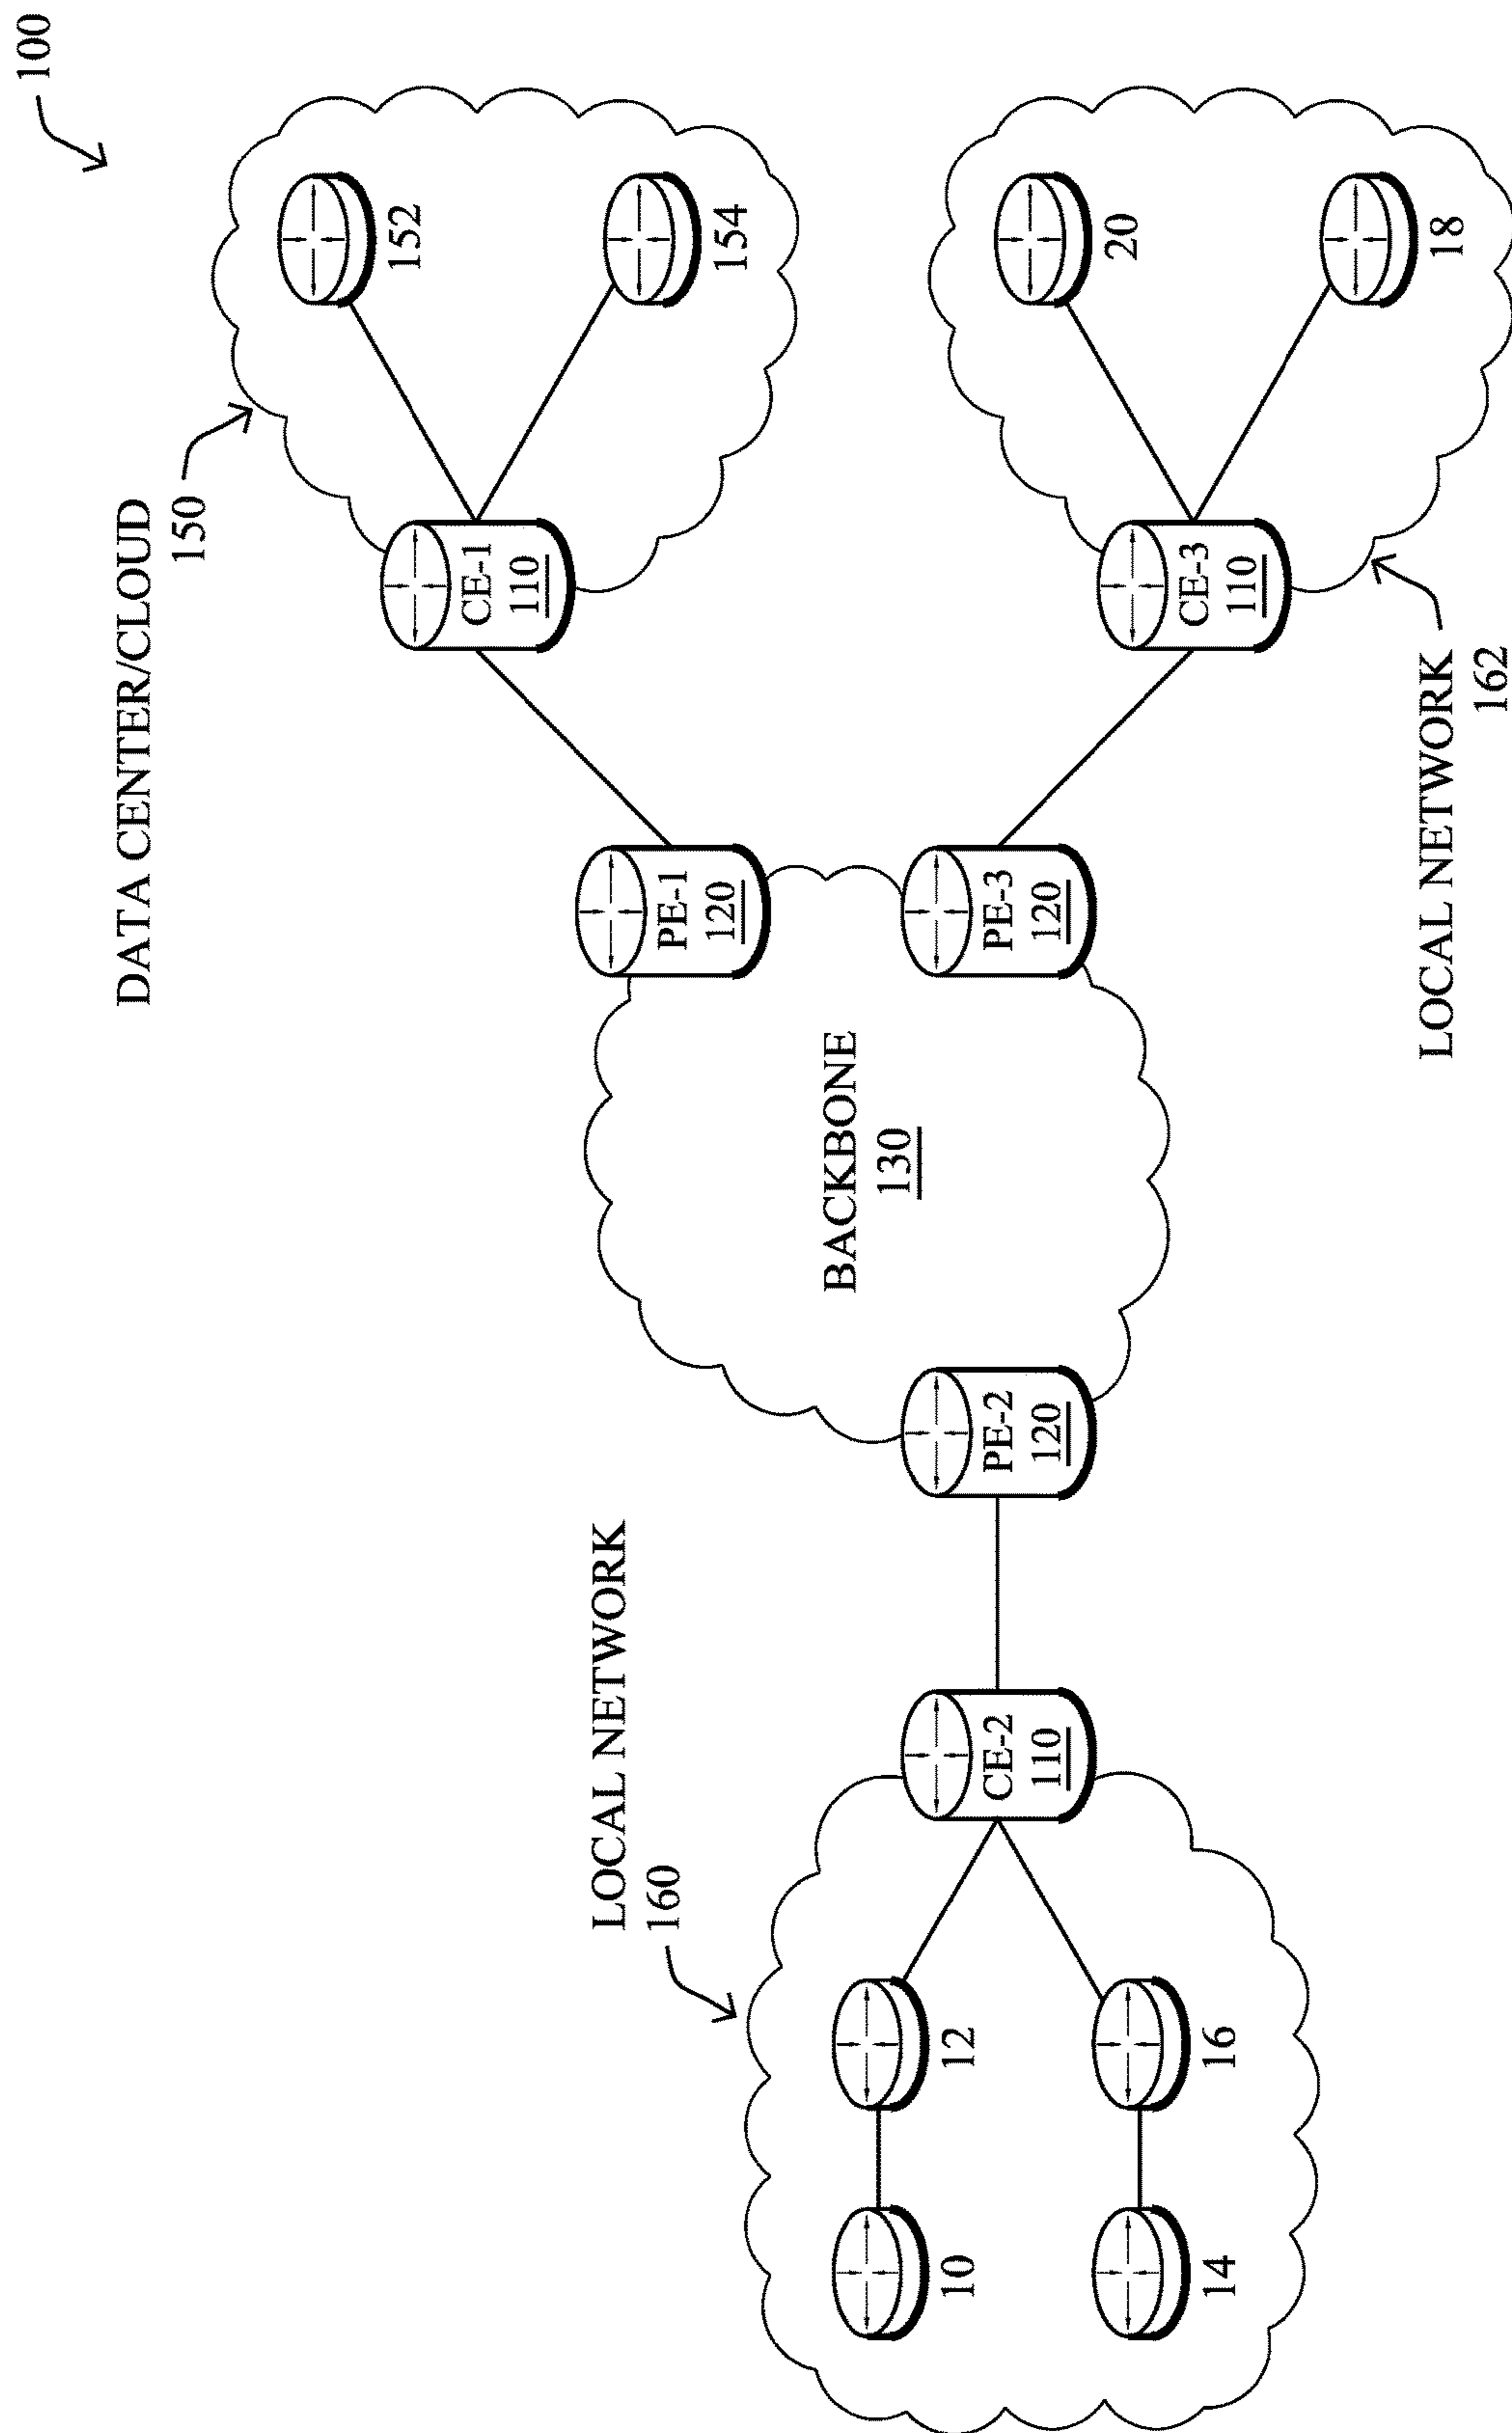 100
DATA CENTER/CLOUD
150
152
154
CE-1
110
PE-1
120
BACKBONE
130
PE-3
120
CE-3
110
20
18
LOCAL NETWORK
162
PE-2
120
LOCAL NETWORK
160
CE-2
110
12
16
10
14